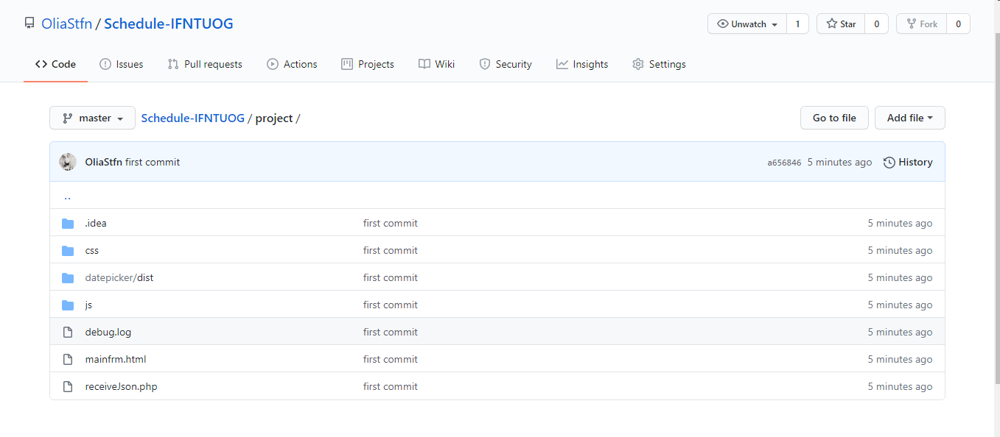 OliaStfn / Schedule-IFNTUOG
Unwatch 1 Star 0 Fork 0
Code Issues Pull requests Actions Projects Wiki Security Insights Settings
master Schedule-IFNTUOG / project / Go to file Add file
OliaStfn first commit a656846 5 minutes ago History
..
.idea first commit 5 minutes ago
css first commit 5 minutes ago
datepicker/dist first commit 5 minutes ago
js first commit 5 minutes ago
debug.log first commit 5 minutes ago
mainfrm.html first commit 5 minutes ago
receiveJson.php first commit 5 minutes ago